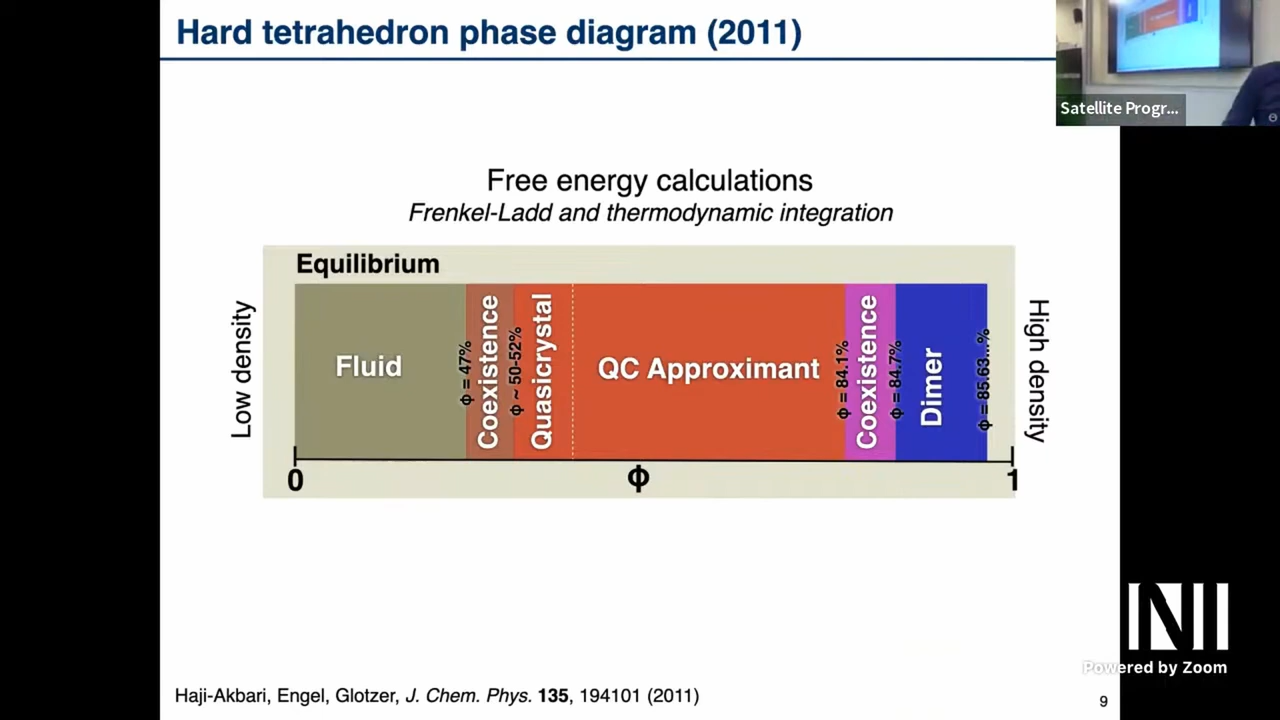 Hard tetrahedron phase diagram (2011)
Satellite Progr...
Free energy calculations
Frenkel-Ladd and thermodynamic integration
Equilibrium
Low density
Fluid
ϕ = 47%
Coexistence
ϕ ~ 50-52%
Quasicrystal
QC Approximant
ϕ = 84.1%
Coexistence
ϕ = 84.7%
Dimer
ϕ = 85.63...%
High density
0
ϕ
1
NII
Powered by Zoom
Haji-Akbari, Engel, Glotzer, J. Chem. Phys. 135, 194101 (2011)
9